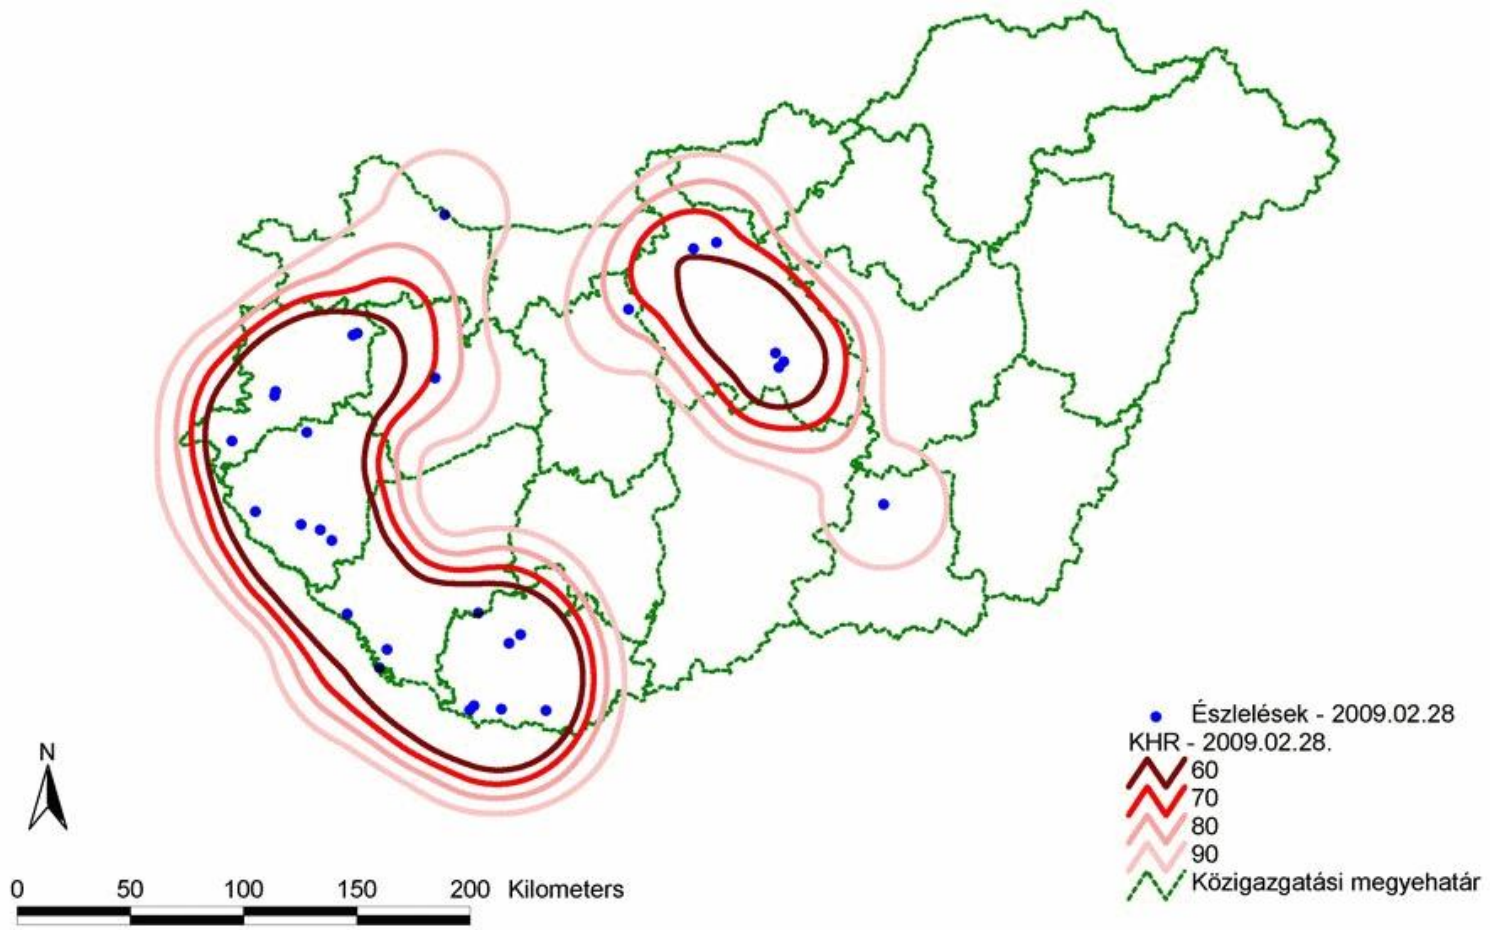 Észlelések - 2009.02.28
KHR - 2009.02.28.
60
70
80
90
Közigazgatási megyehatár
N
0 50 100 150 200 Kilometers